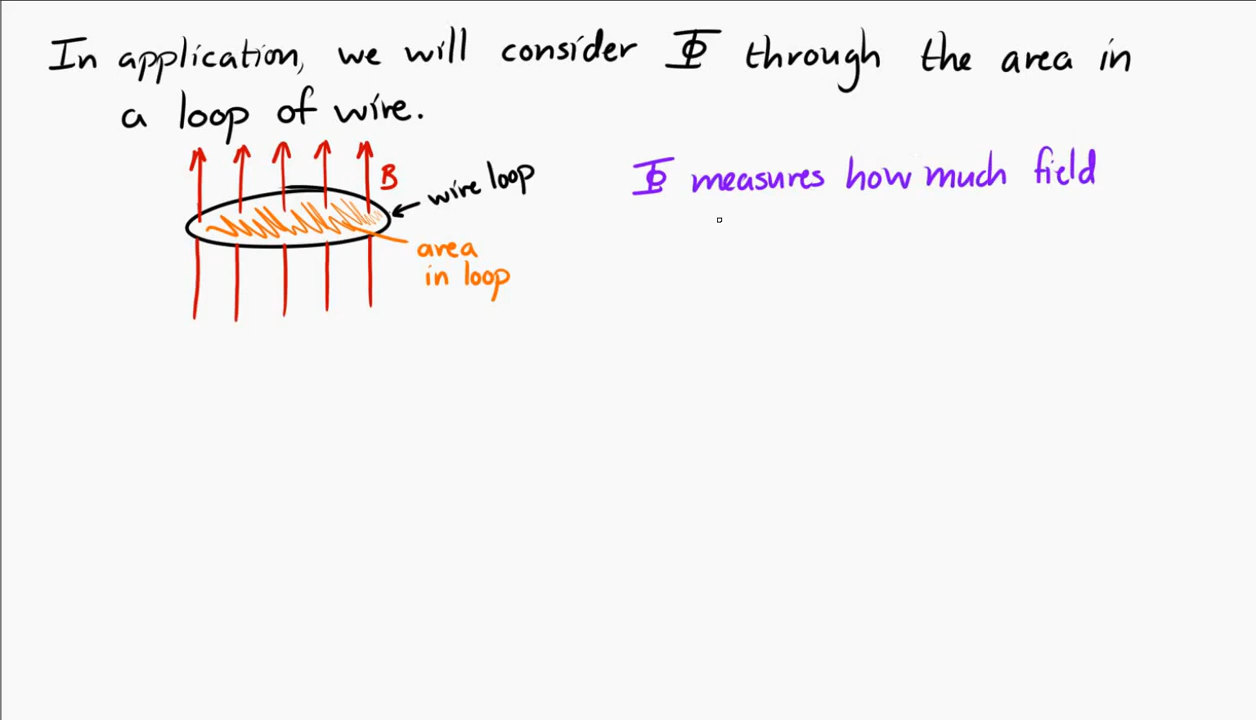 In application, we will consider Φ through the area in
a loop of wire.
B
wire loop
area
in loop
Φ measures how much field